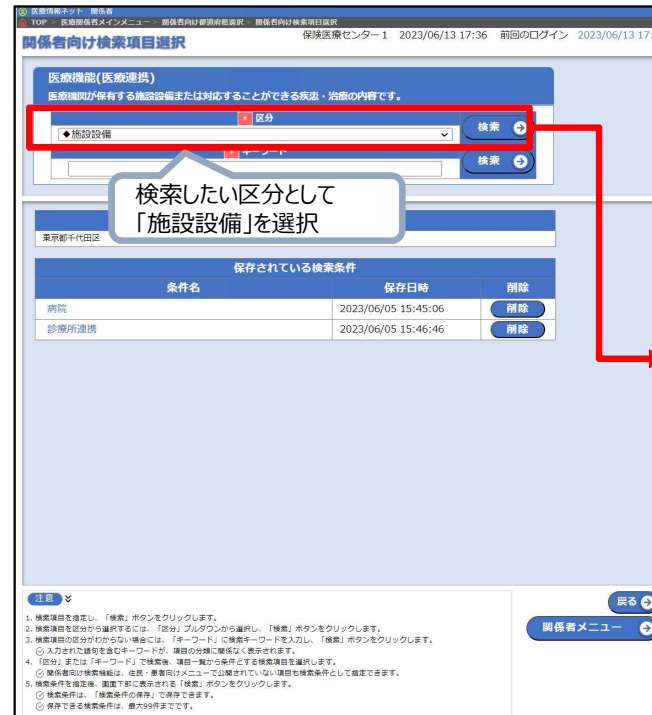 医療情報ネット 関係者
TOP > 医療関係者メインメニュー > 関係者向け都道府県選択 > 関係者向け検索項目選択
関係者向け検索項目選択
保険医療センター1 2023/06/13 17:36 前回のログイン 2023/06/13 17:
医療機能(医療連携)
医療機関が保有する施設設備または対応することができる疾患・治療の内容です。
* 区分
◆施設設備
検索
* キーワード
検索
検索したい区分として
「施設設備」を選択
東京都千代田区
保存されている検索条件
条件名 保存日時 削除
病院 2023/06/05 15:45:06 削除
診療所連携 2023/06/05 15:46:46 削除
注意
戻る
関係者メニュー
1. 検索項目を指定し、「検索」ボタンをクリックします。
2. 検索項目を区分から選択するには、「区分」プルダウンから選択し、「検索」ボタンをクリックします。
3. 検索項目の区分がわからない場合には、「キーワード」に検索キーワードを入力し、「検索」ボタンをクリックします。
入力された語句を含むキーワードが、項目の分類に関係なく表示されます。
4. 「区分」または「キーワード」で検索後、項目一覧から条件とする検索項目を選択します。
関係者向け検索機能は、住民・患者向けメニューで公開されていない項目も検索条件として指定できます。
5. 検索条件を指定後、画面下部に表示される「検索」ボタンをクリックします。
検索条件は、「検索条件の保存」で保存できます。
保存できる検索条件は、最大99件までです。